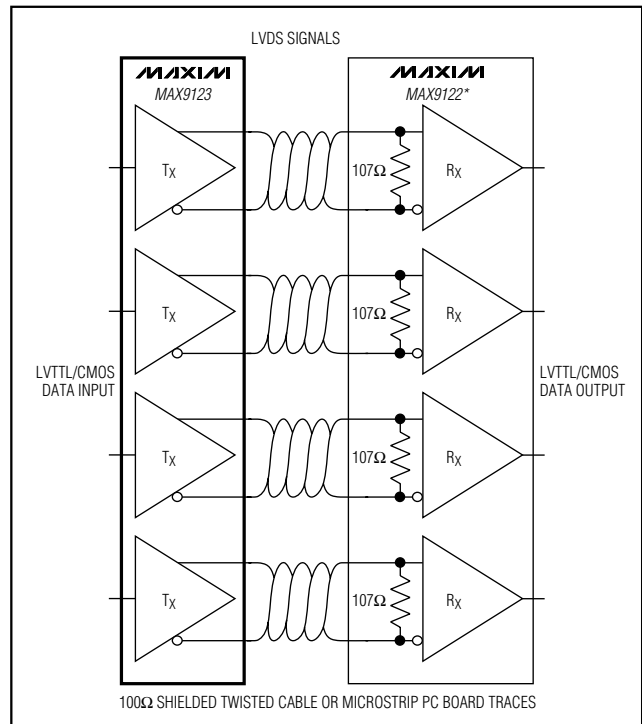 LVDS SIGNALS
MAXIM
MAX9123
MAXIM
MAX9122*
TX
107Ω
RX
TX
107Ω
RX
LVTTL/CMOS
DATA INPUT
LVTTL/CMOS
DATA OUTPUT
TX
107Ω
RX
TX
107Ω
RX
100Ω SHIELDED TWISTED CABLE OR MICROSTRIP PC BOARD TRACES